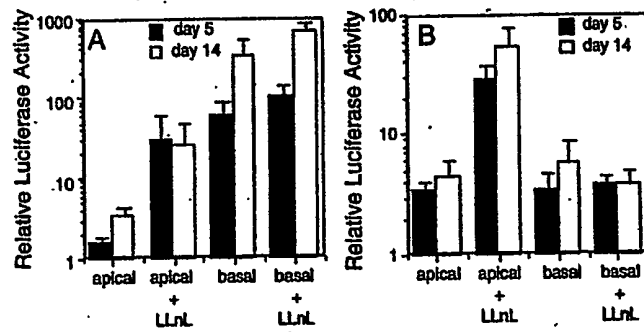 A
day 5
day 14
Relative Luciferase Activity
1000
100
10
1
apical
apical + LLnL
basal
basal + LLnL
B
day 5
day 14
Relative Luciferase Activity
100
10
1
apical
apical + LLnL
basal
basal + LLnL